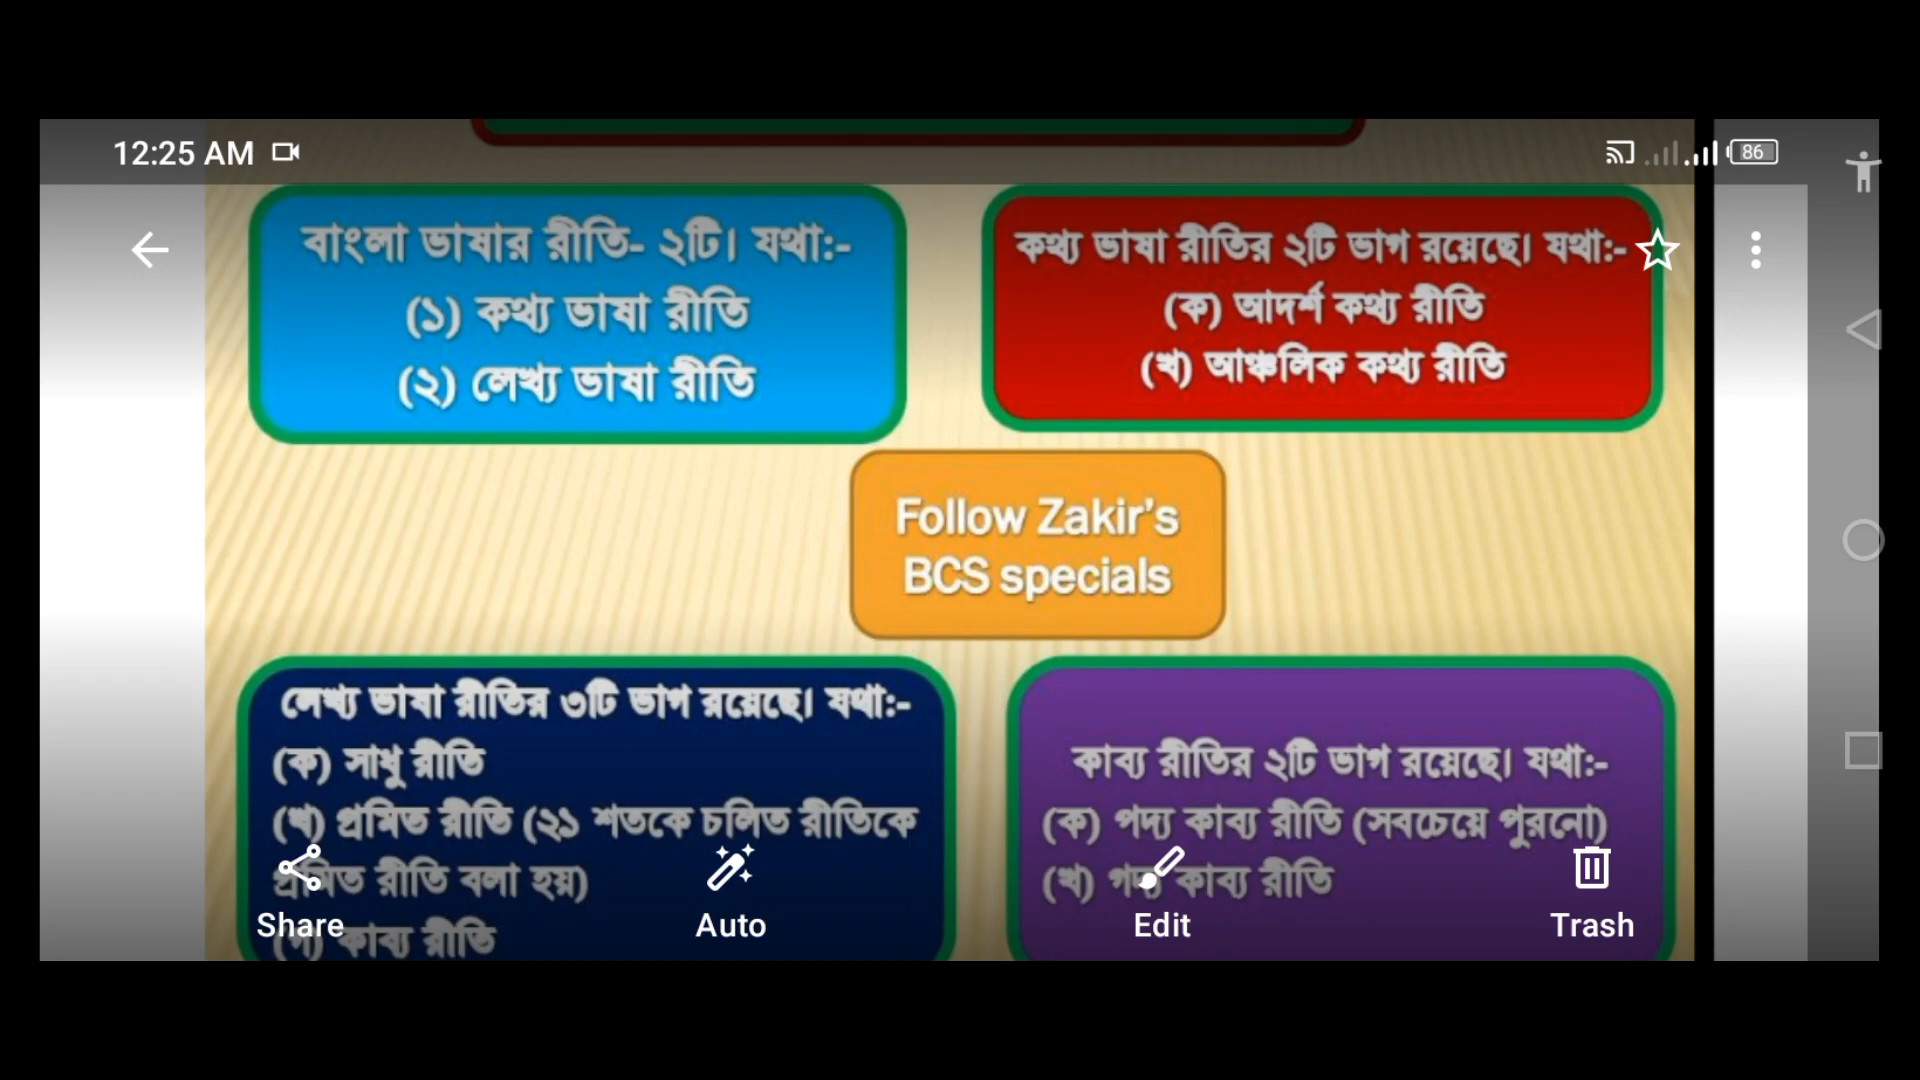 12:25 AM
86
বাংলা ভাষার রীতি- ২টি। যথা:-
(১) কথ্য ভাষা রীতি
(২) লেখ্য ভাষা রীতি
কথ্য ভাষা রীতির ২টি ভাগ রয়েছে। যথা:-
(ক) আদর্শ কথ্য রীতি
(খ) আঞ্চলিক কথ্য রীতি
Follow Zakir's
BCS specials
লেখ্য ভাষা রীতির ৩টি ভাগ রয়েছে। যথা:-
(ক) সাধু রীতি
(খ) প্রমিত রীতি (২১ শতকে চলিত রীতিকে
প্রমিত রীতি বলা হয়)
(গ) কাব্য রীতি
কাব্য রীতির ২টি ভাগ রয়েছে। যথা:-
(ক) পদ্য কাব্য রীতি (সবচেয়ে পুরনো)
(খ) গদ্য কাব্য রীতি
Share
Auto
Edit
Trash